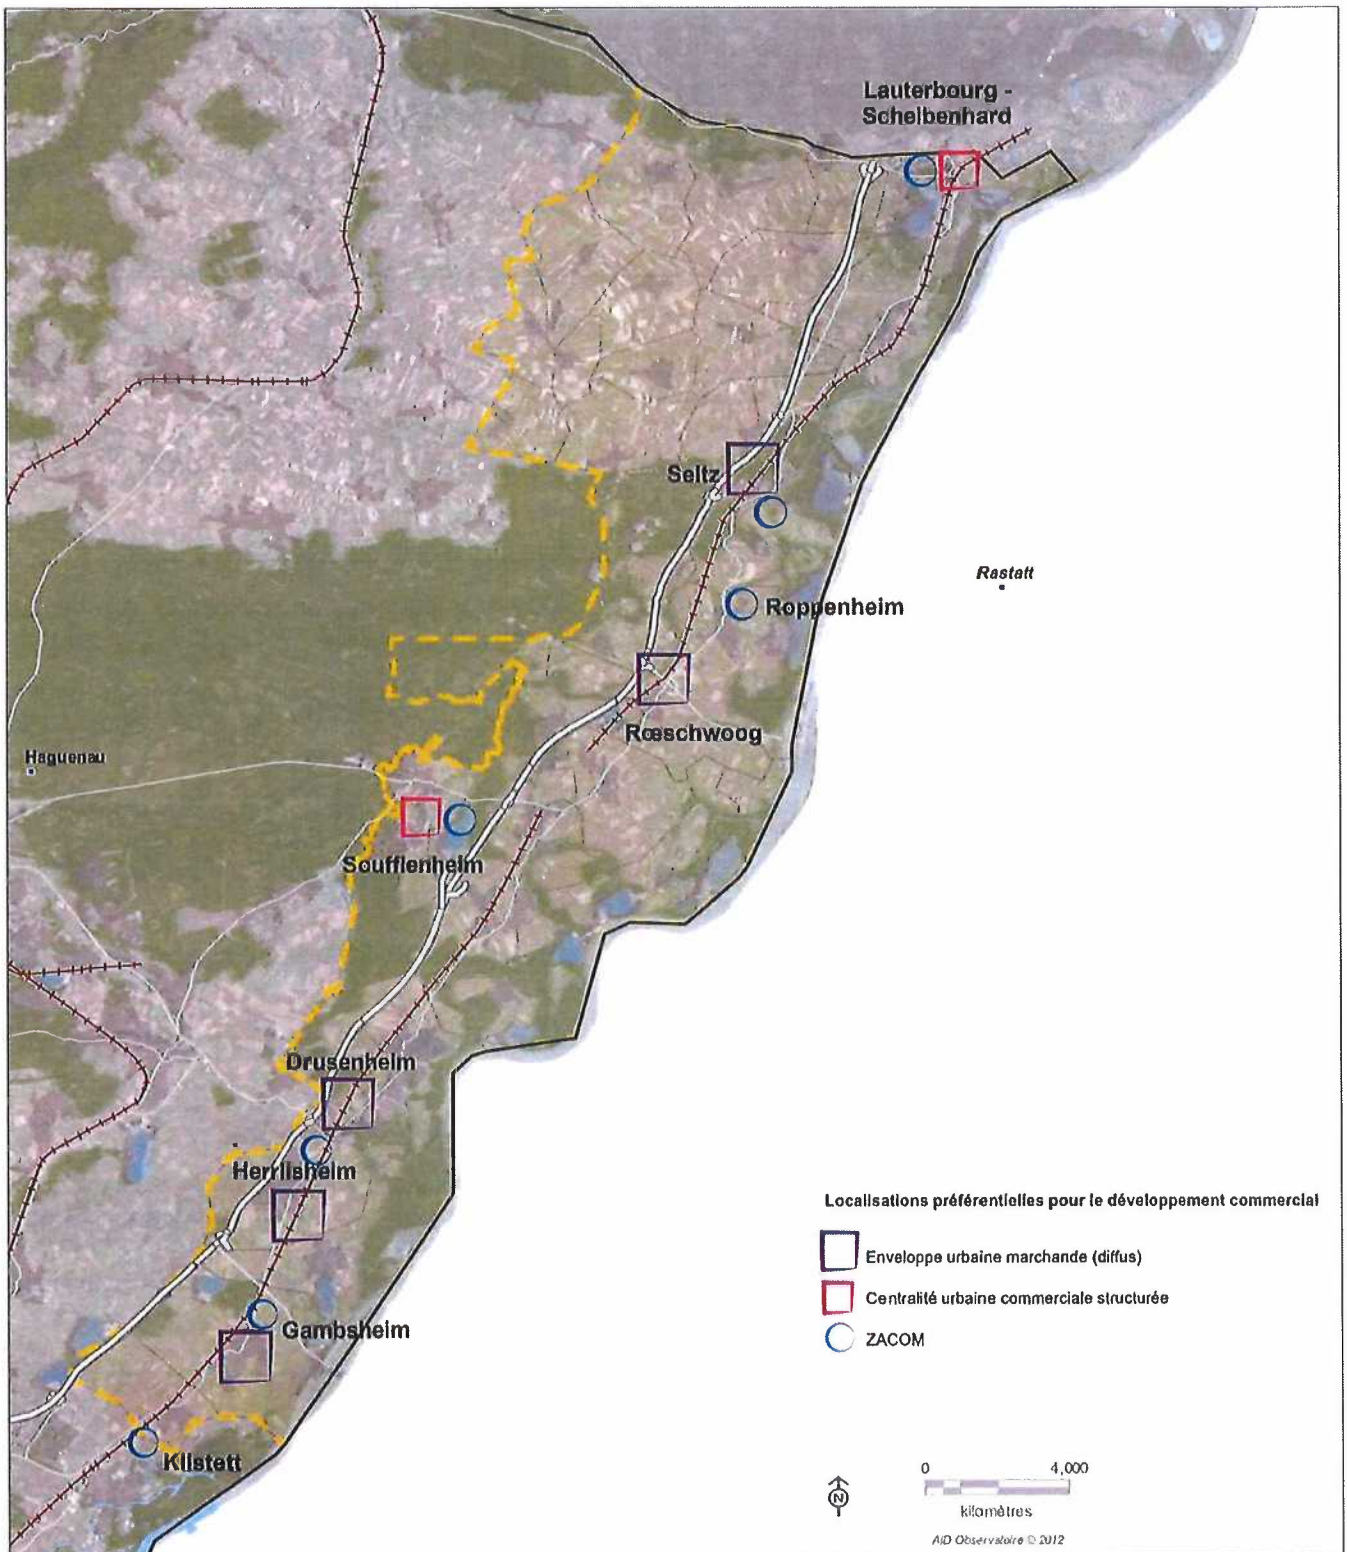 Lauterbourg -
Scheibenhard
Seltz
Rastatt
Roppenheim
Rœschwoog
Haguenau
Soufflenheim
Drusenheim
Herrlisheim
Gambsheim
Kilstett
Localisations préférentielles pour le développement commercial
Enveloppe urbaine marchande (diffus)
Centralité urbaine commerciale structurée
ZACOM
0 4,000
kilomètres
N
AID Observatoire © 2012